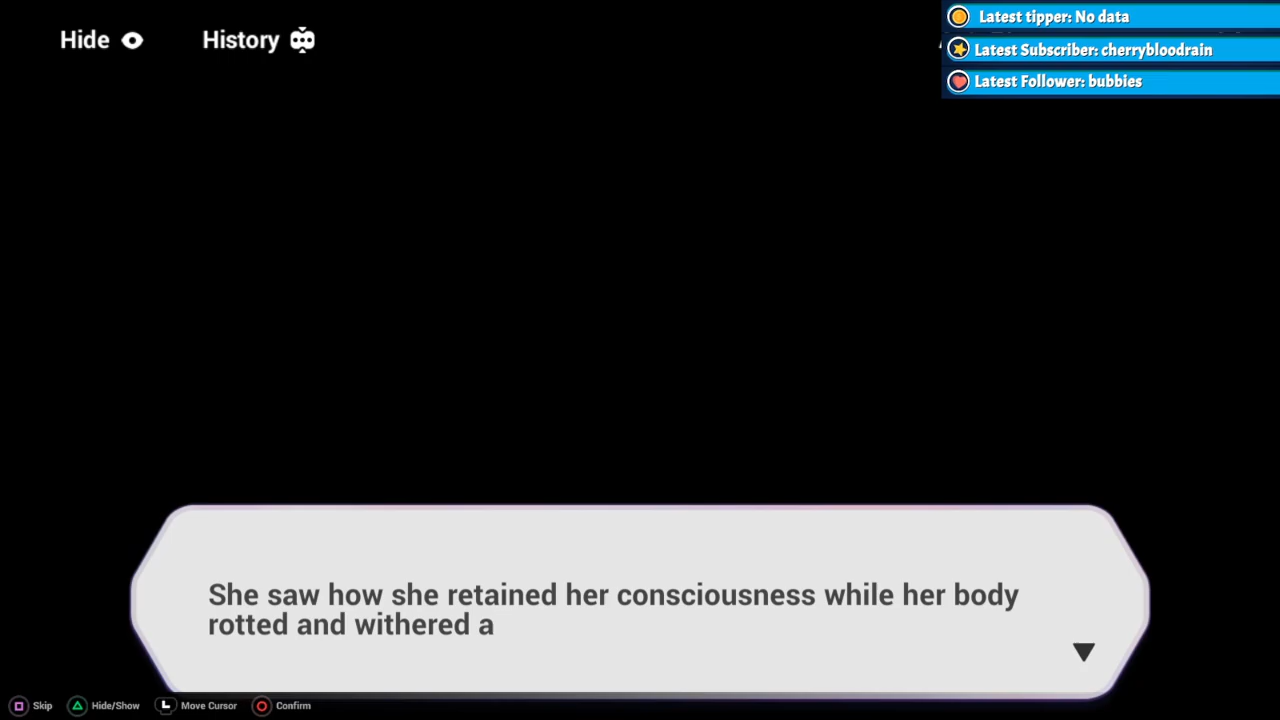 Hide
History
Latest tipper: No data
Latest Subscriber: cherrybloodrain
Latest Follower: bubbies
She saw how she retained her consciousness while her body
rotted and withered a
Skip
Hide/Show
Move Cursor
Confirm